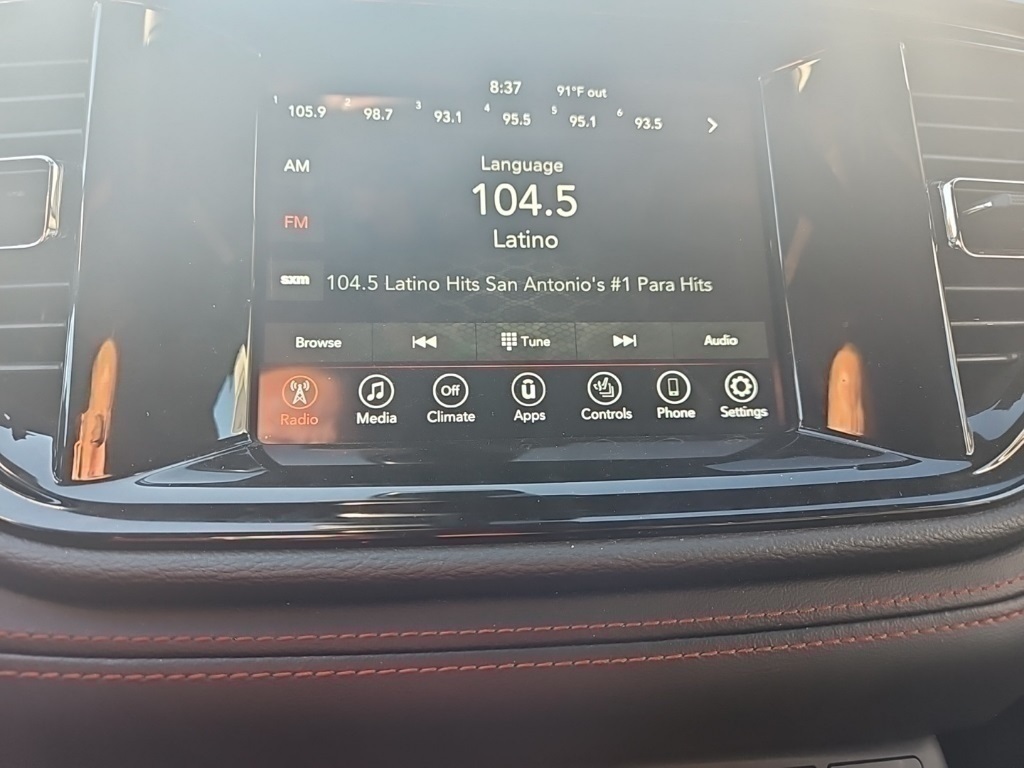 8:37 91°F out
1 105.9 2 98.7 3 93.1 4 95.5 5 95.1 6 93.5
AM
Language
104.5
FM
Latino
sxm
104.5 Latino Hits San Antonio's #1 Para Hits
Browse Tune Audio
Off
Radio Media Climate Apps Controls Phone Settings